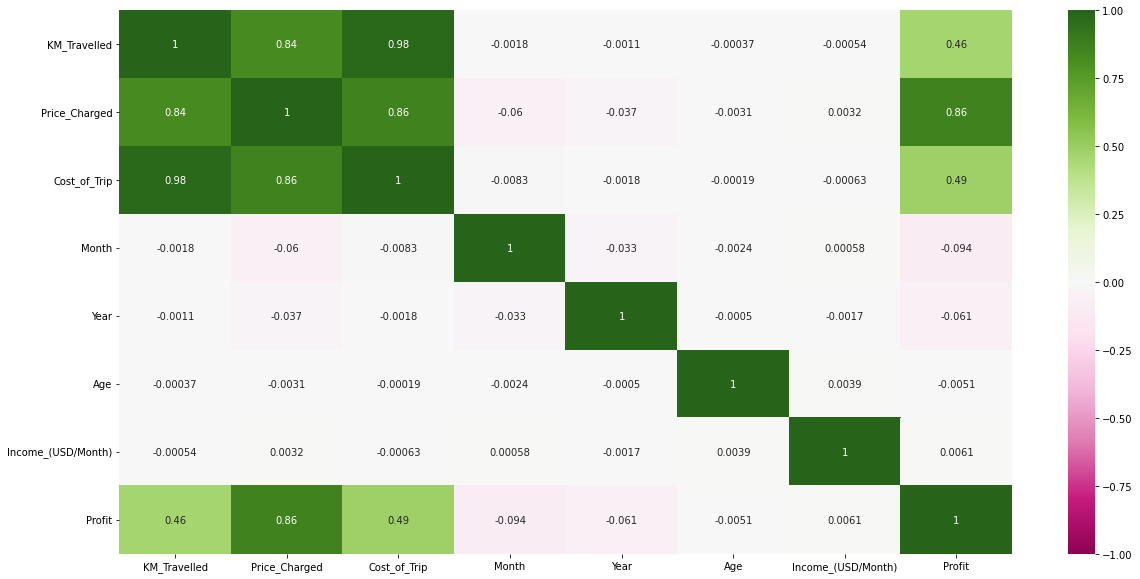 KM_Travelled 1 0.84 0.98 -0.0018 -0.0011 -0.00037 -0.00054 0.46
Price_Charged 0.84 1 0.86 -0.06 -0.037 -0.0031 0.0032 0.86
Cost_of_Trip 0.98 0.86 1 -0.0083 -0.0018 -0.00019 -0.00063 0.49
Month -0.0018 -0.06 -0.0083 1 -0.033 -0.0024 0.00058 -0.094
Year -0.0011 -0.037 -0.0018 -0.033 1 -0.0005 -0.0017 -0.061
Age -0.00037 -0.0031 -0.00019 -0.0024 -0.0005 1 0.0039 -0.0051
Income_(USD/Month) -0.00054 0.0032 -0.00063 0.00058 -0.0017 0.0039 1 0.0061
Profit 0.46 0.86 0.49 -0.094 -0.061 -0.0051 0.0061 1
KM_Travelled Price_Charged Cost_of_Trip Month Year Age Income_(USD/Month) Profit
1.00
0.75
0.50
0.25
0.00
-0.25
-0.50
-0.75
-1.00